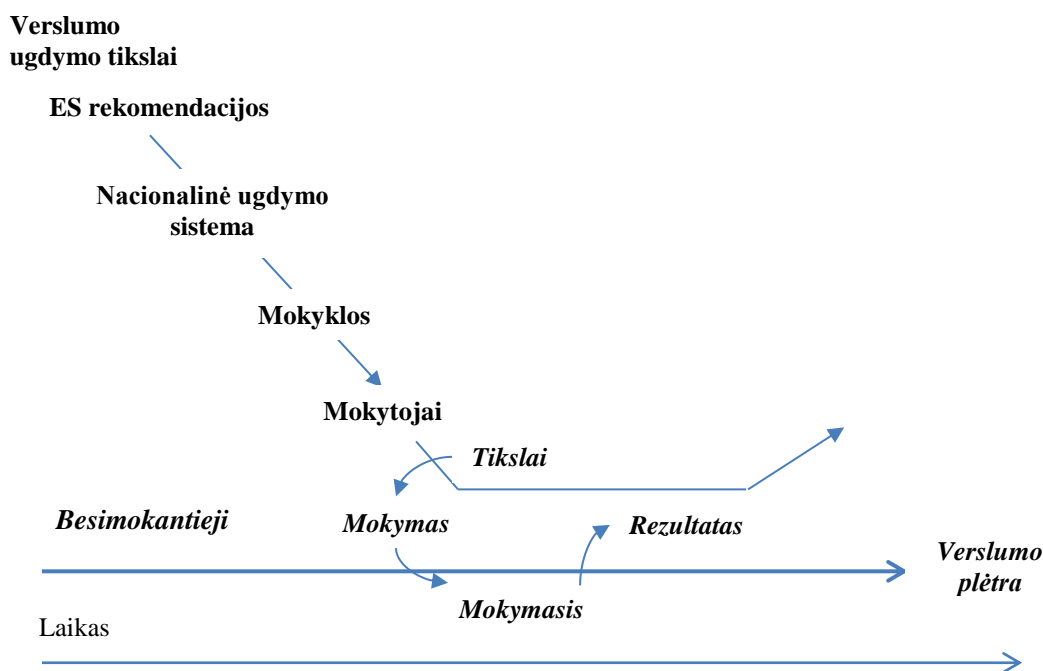 Verslumo
ugdymo tikslai
ES rekomendacijos
Nacionalinė ugdymo
sistema
Mokyklos
Mokytojai
Tikslai
Besimokantieji
Mokymas
Rezultatas
Verslumo
plėtra
Mokymasis
Laikas